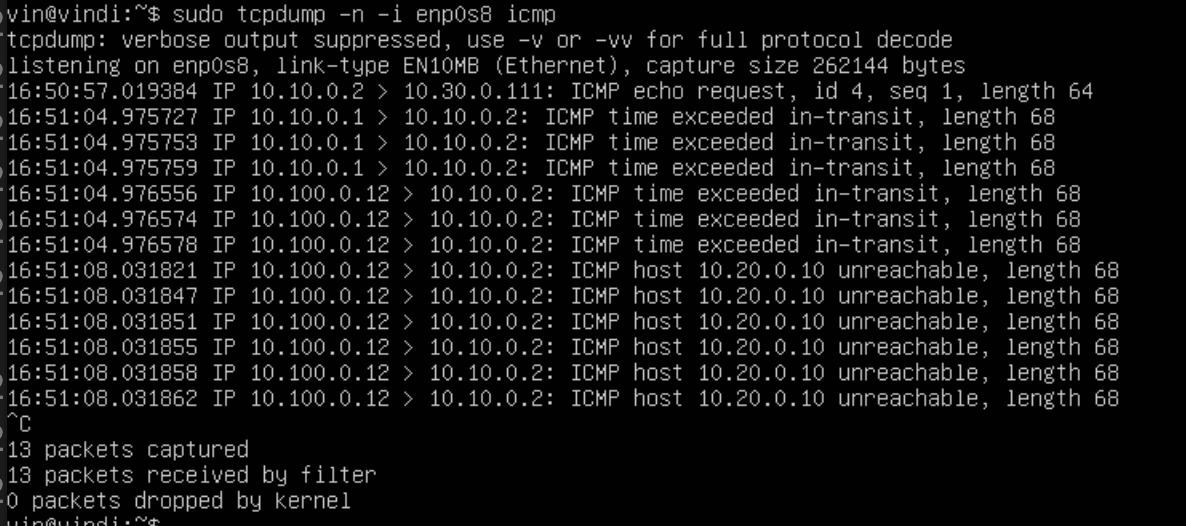 vin@vindi:~$ sudo tcpdump -n -i enp0s8 icmp
tcpdump: verbose output suppressed, use -v or -vv for full protocol decode
listening on enp0s8, link-type EN10MB (Ethernet), capture size 262144 bytes
16:50:57.019384 IP 10.10.0.2 > 10.30.0.111: ICMP echo request, id 4, seq 1, length 64
16:51:04.975727 IP 10.10.0.1 > 10.10.0.2: ICMP time exceeded in-transit, length 68
16:51:04.975753 IP 10.10.0.1 > 10.10.0.2: ICMP time exceeded in-transit, length 68
16:51:04.975759 IP 10.10.0.1 > 10.10.0.2: ICMP time exceeded in-transit, length 68
16:51:04.976556 IP 10.100.0.12 > 10.10.0.2: ICMP time exceeded in-transit, length 68
16:51:04.976574 IP 10.100.0.12 > 10.10.0.2: ICMP time exceeded in-transit, length 68
16:51:04.976578 IP 10.100.0.12 > 10.10.0.2: ICMP time exceeded in-transit, length 68
16:51:08.031821 IP 10.100.0.12 > 10.10.0.2: ICMP host 10.20.0.10 unreachable, length 68
16:51:08.031847 IP 10.100.0.12 > 10.10.0.2: ICMP host 10.20.0.10 unreachable, length 68
16:51:08.031851 IP 10.100.0.12 > 10.10.0.2: ICMP host 10.20.0.10 unreachable, length 68
16:51:08.031855 IP 10.100.0.12 > 10.10.0.2: ICMP host 10.20.0.10 unreachable, length 68
16:51:08.031858 IP 10.100.0.12 > 10.10.0.2: ICMP host 10.20.0.10 unreachable, length 68
16:51:08.031862 IP 10.100.0.12 > 10.10.0.2: ICMP host 10.20.0.10 unreachable, length 68
^C
13 packets captured
13 packets received by filter
0 packets dropped by kernel
vin@vindi:~$